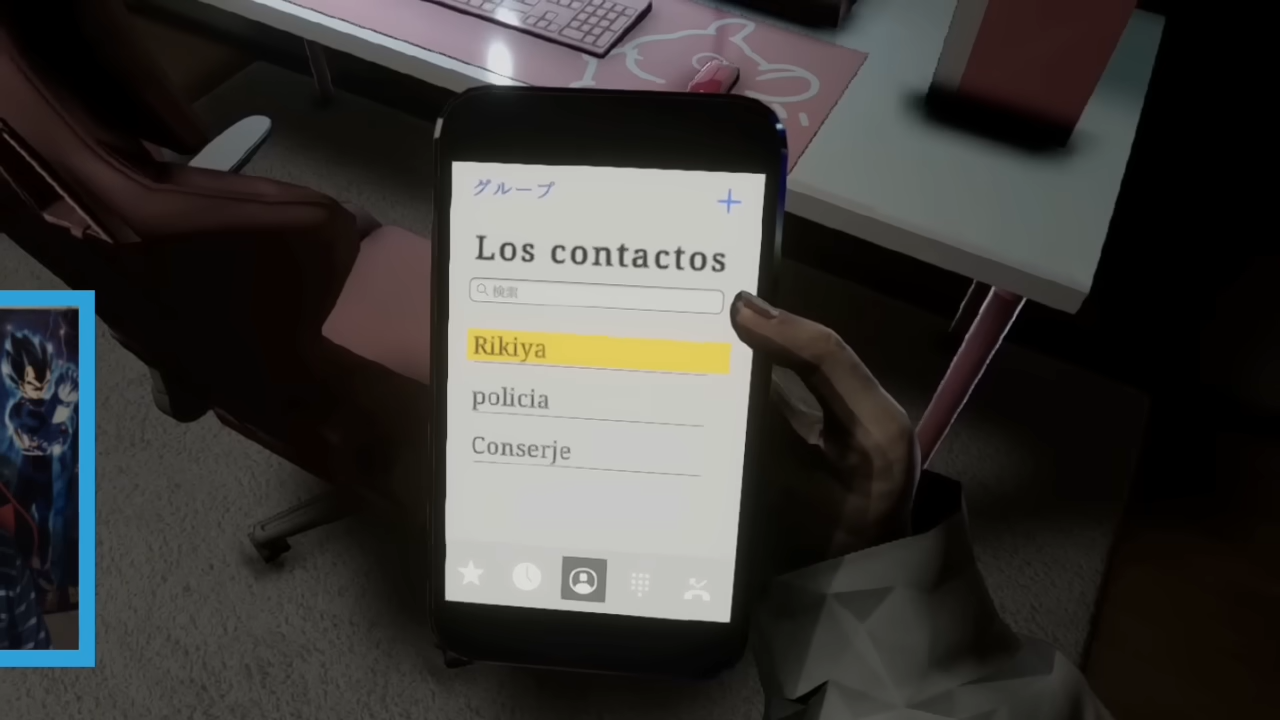 グループ
Los contactos
検索
Rikiya
policia
Conserje